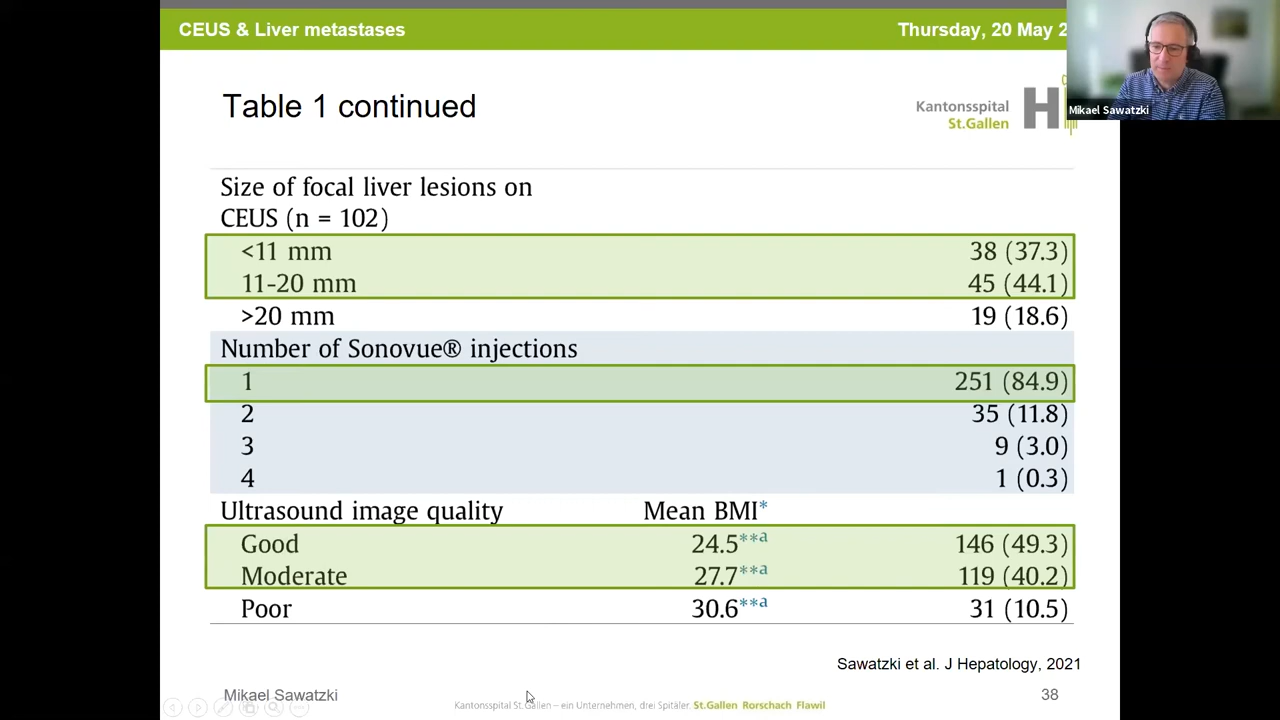 CEUS & Liver metastases
Thursday, 20 May 2
Mikael Sawatzki
Table 1 continued
Kantonsspital
St.Gallen
H
Size of focal liver lesions on
CEUS (n = 102)
<11 mm 38 (37.3)
11-20 mm 45 (44.1)
>20 mm 19 (18.6)
Number of Sonovue® injections
1 251 (84.9)
2 35 (11.8)
3 9 (3.0)
4 1 (0.3)
Ultrasound image quality Mean BMI*
Good 24.5**a 146 (49.3)
Moderate 27.7**a 119 (40.2)
Poor 30.6**a 31 (10.5)
Sawatzki et al. J Hepatology, 2021
Mikael Sawatzki
Kantonsspital St.Gallen – ein Unternehmen, drei Spitäler. St.Gallen Rorschach Flawil
38